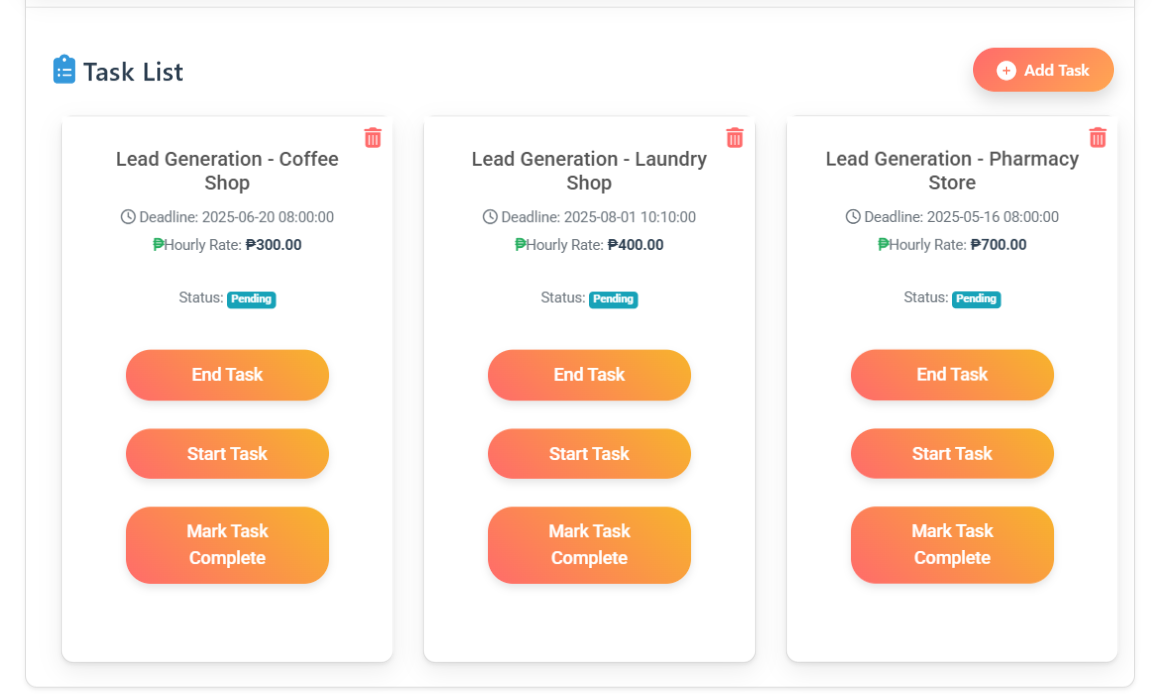 Task List
Add Task
Lead Generation - Coffee
Shop
Deadline: 2025-06-20 08:00:00
₱Hourly Rate: ₱300.00
Status: Pending
End Task
Start Task
Mark Task
Complete
Lead Generation - Laundry
Shop
Deadline: 2025-08-01 10:10:00
₱Hourly Rate: ₱400.00
Status: Pending
End Task
Start Task
Mark Task
Complete
Lead Generation - Pharmacy
Store
Deadline: 2025-05-16 08:00:00
₱Hourly Rate: ₱700.00
Status: Pending
End Task
Start Task
Mark Task
Complete